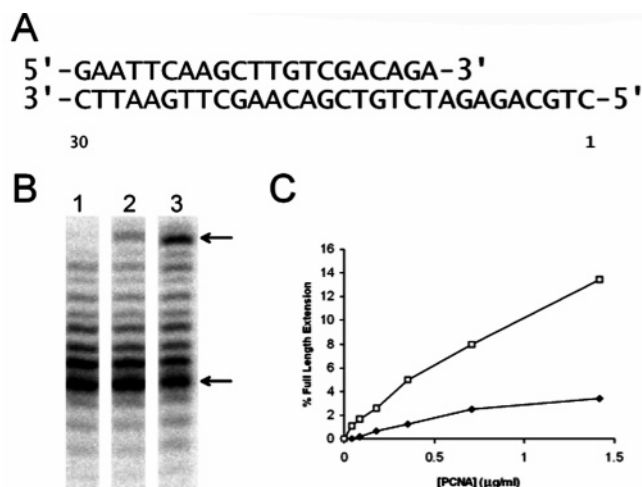 A
5'-GAATTCAAGCTTGTCGACAGA-3'
3'-CTTAAGTTCGAACAGCTGTCTAGAGACGTC-5'
30 1
B
1 2 3
C
16
14
12
10
8
6
4
2
0
% Full Length Extension
0 0.5 1 1.5
[PCNA] (µg/ml)